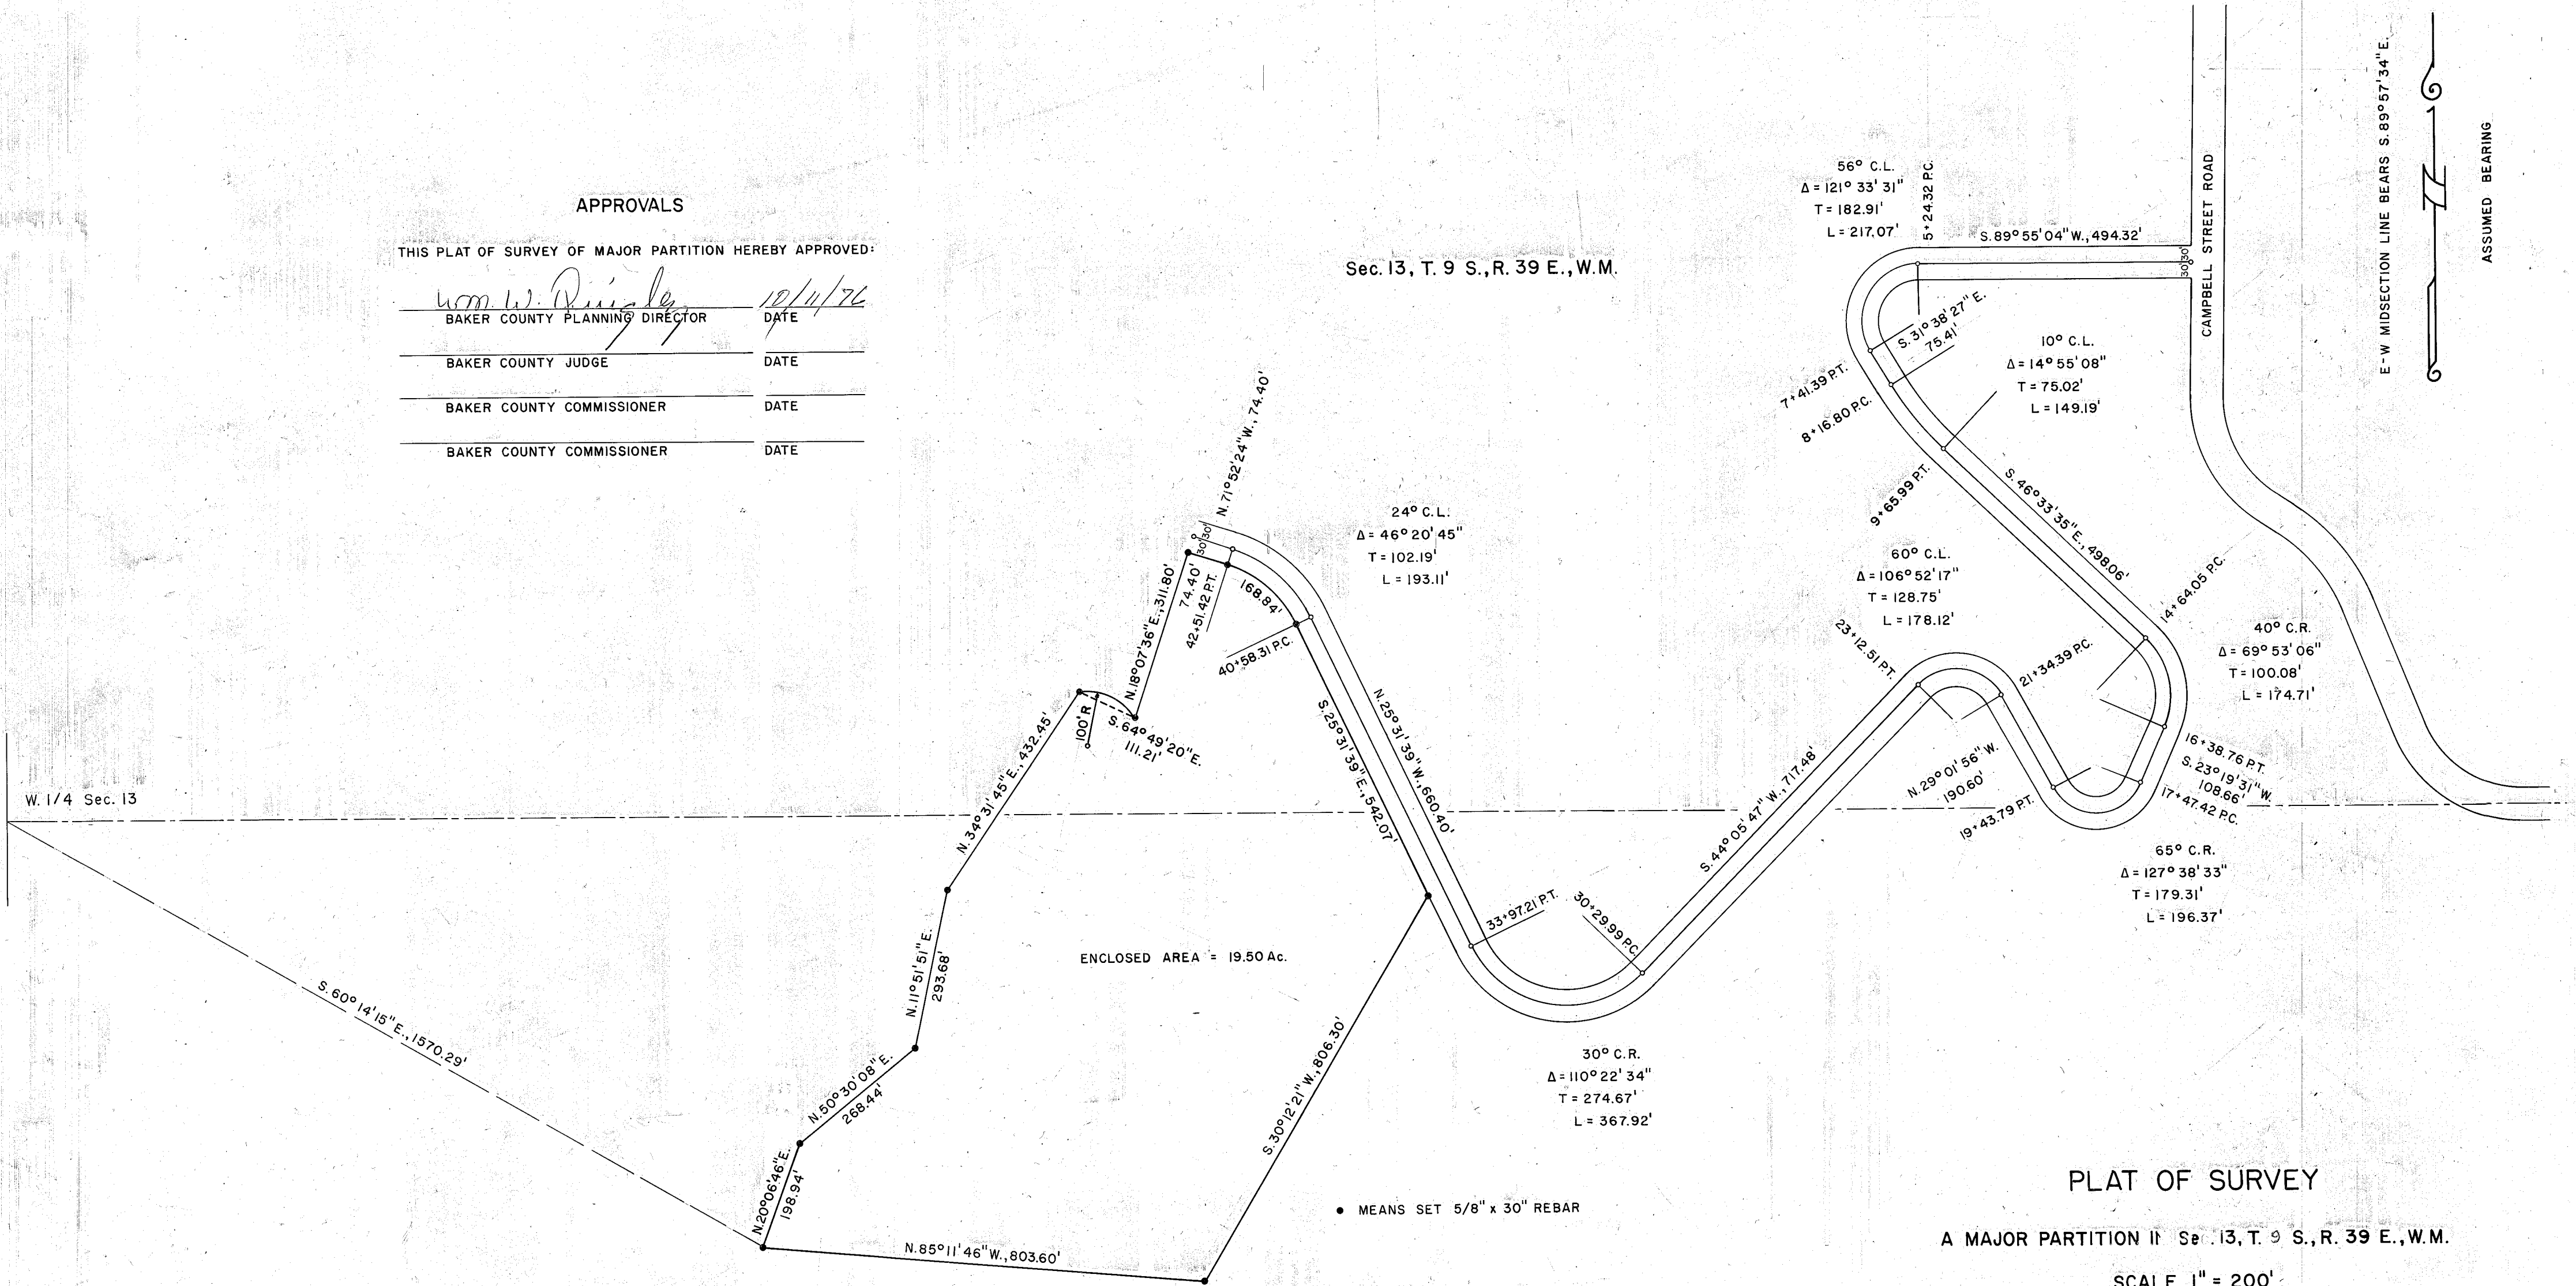 APPROVALS
THIS PLAT OF SURVEY OF MAJOR PARTITION HEREBY APPROVED:
Wm. W.
10/11/76
BAKER COUNTY PLANNING DIRECTOR DATE
BAKER COUNTY JUDGE DATE
BAKER COUNTY COMMISSIONER DATE
BAKER COUNTY COMMISSIONER DATE
Sec. 13, T. 9 S., R. 39 E., W.M.
56° C.L.
Δ = 121° 33' 31"
T = 182.91'
L = 217.07'
5+24.32 P.C.
S. 89° 55' 04" W., 494.32'
30' 30'
CAMPBELL STREET ROAD
E-W MIDSECTION LINE BEARS S. 89° 57' 34" E.
ASSUMED BEARING
S. 31° 38' 27" E.
75.41'
7+41.39 P.T.
8+16.80 P.C.
10° C.L.
Δ = 14° 55' 08"
T = 75.02'
L = 149.19'
9+65.99 P.T.
S. 46° 33' 35" E., 498.06'
14+64.05 P.C.
60° C.L.
Δ = 106° 52' 17"
T = 128.75'
L = 178.12'
23+12.51 P.T.
21+34.39 P.C.
40° C.R.
Δ = 69° 53' 06"
T = 100.08'
L = 174.71'
16+38.76 P.T.
S. 23° 19' 31" W.
108.66'
17+47.42 P.C.
N. 29° 01' 56" W.
190.60'
19+43.79 P.T.
65° C.R.
Δ = 127° 38' 33"
T = 179.31'
L = 196.37'
S. 44° 05' 47" W., 717.48'
30+29.99 P.C.
33+97.21 P.T.
30° C.R.
Δ = 110° 22' 34"
T = 274.67'
L = 367.92'
N. 25° 31' 39" W., 660.40'
S. 25° 31' 39" E., 542.07'
24° C.L.
Δ = 46° 20' 45"
T = 102.19'
L = 193.11'
N. 71° 52' 24" W., 74.40'
30' 30'
74.40'
42+51.42 P.T.
168.84'
40+58.31 P.C.
N. 18° 07' 36" E., 311.80'
100' R
S. 64° 49' 20" E.
111.21'
N. 34° 31' 45" E., 432.45'
W. 1/4 Sec. 13
N. 11° 51' 51" E.
293.68'
ENCLOSED AREA = 19.50 Ac.
S. 60° 14' 15" E., 1570.29'
N. 50° 30' 08" E.
268.44'
N. 20° 06' 46" E.
198.94'
S. 30° 12' 21" W., 806.30'
N. 85° 11' 46" W., 803.60'
● MEANS SET 5/8" x 30" REBAR
PLAT OF SURVEY
A MAJOR PARTITION IN Sec. 13, T. 9 S., R. 39 E., W.M.
SCALE 1" = 200'